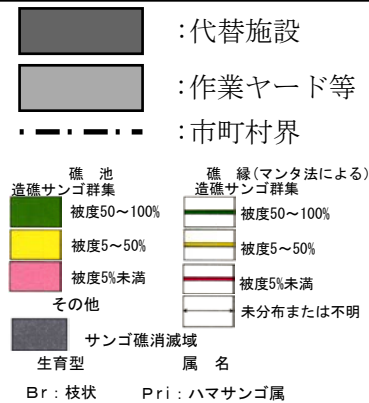 :代替施設
:作業ヤード等
:市町村界
礁　池
造礁サンゴ群集
被度50～100%
被度5～50%
被度5%未満
その他
サンゴ礁消滅域
礁　縁(マンタ法による)
造礁サンゴ群集
被度50～100%
被度5～50%
被度5%未満
未分布または不明
生育型
属　名
Br：枝状
Pri：ハマサンゴ属